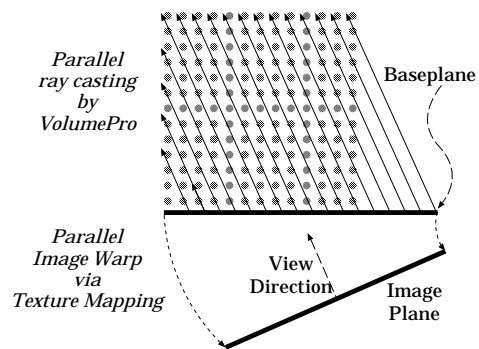 Parallel
ray casting
by
VolumePro
Baseplane
Parallel
Image Warp
via
Texture Mapping
View
Direction
Image
Plane